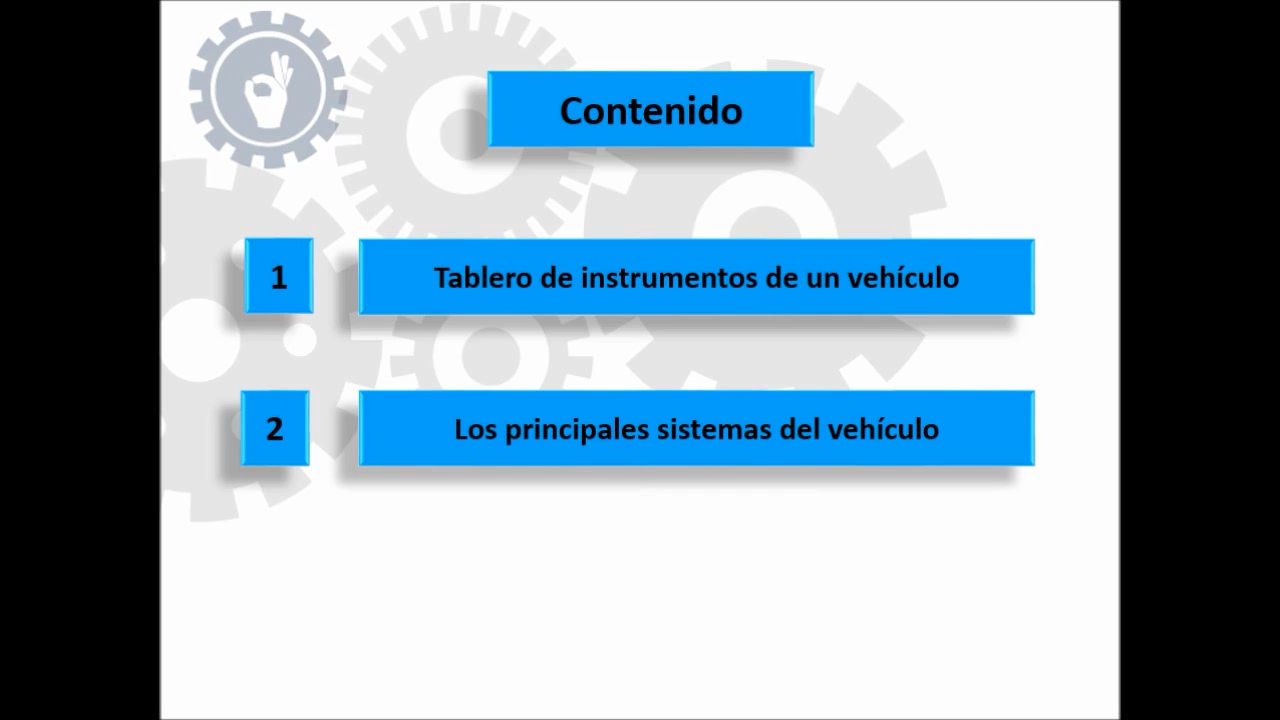 Contenido
1
Tablero de instrumentos de un vehículo
2
Los principales sistemas del vehículo